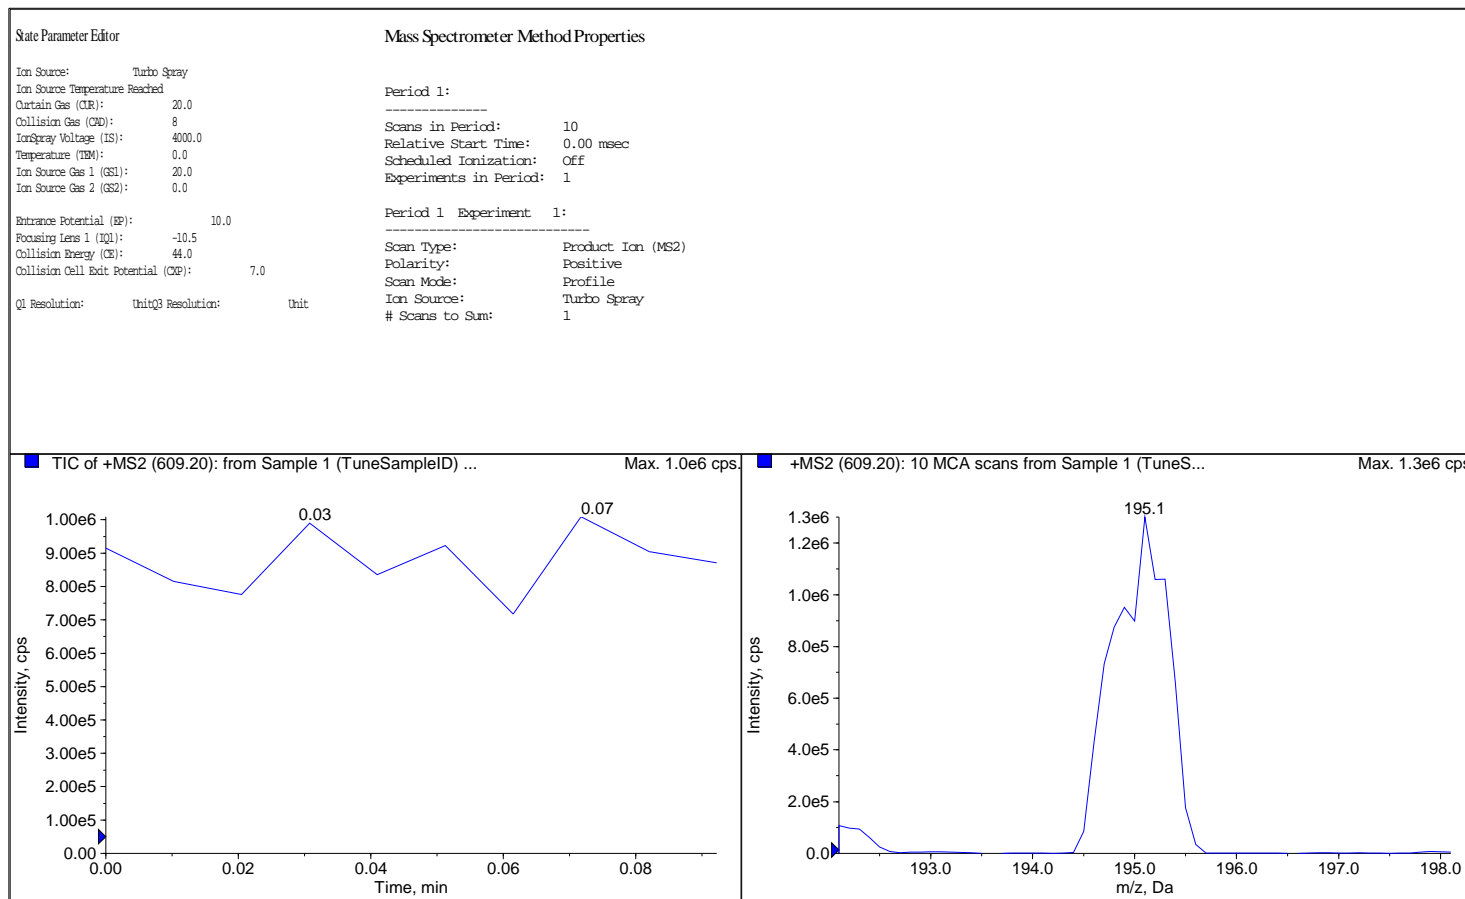 State Parameter Editor
Ion Source: Turbo Spray
Ion Source Temperature Reached
Curtain Gas (CUR): 20.0
Collision Gas (CAD): 8
IonSpray Voltage (IS): 4000.0
Temperature (TEM): 0.0
Ion Source Gas 1 (GS1): 20.0
Ion Source Gas 2 (GS2): 0.0
Entrance Potential (EP): 10.0
Focusing Lens 1 (IQ1): -10.5
Collision Energy (CE): 44.0
Collision Cell Exit Potential (CXP): 7.0
Q1 Resolution: UnitQ3 Resolution: Unit
Mass Spectrometer Method Properties
Period 1:
--------------
Scans in Period: 10
Relative Start Time: 0.00 msec
Scheduled Ionization: Off
Experiments in Period: 1
Period 1 Experiment 1:
----------------------------
Scan Type: Product Ion (MS2)
Polarity: Positive
Scan Mode: Profile
Ion Source: Turbo Spray
# Scans to Sum: 1
TIC of +MS2 (609.20): from Sample 1 (TuneSampleID) ... Max. 1.0e6 cps.
0.03
0.07
1.00e6
9.00e5
8.00e5
7.00e5
6.00e5
5.00e5
4.00e5
3.00e5
2.00e5
1.00e5
0.00
Intensity, cps
0.00 0.02 0.04 0.06 0.08
Time, min
+MS2 (609.20): 10 MCA scans from Sample 1 (TuneS... Max. 1.3e6 cps
195.1
1.3e6
1.2e6
1.0e6
8.0e5
6.0e5
4.0e5
2.0e5
0.0
Intensity, cps
193.0 194.0 195.0 196.0 197.0 198.0
m/z, Da